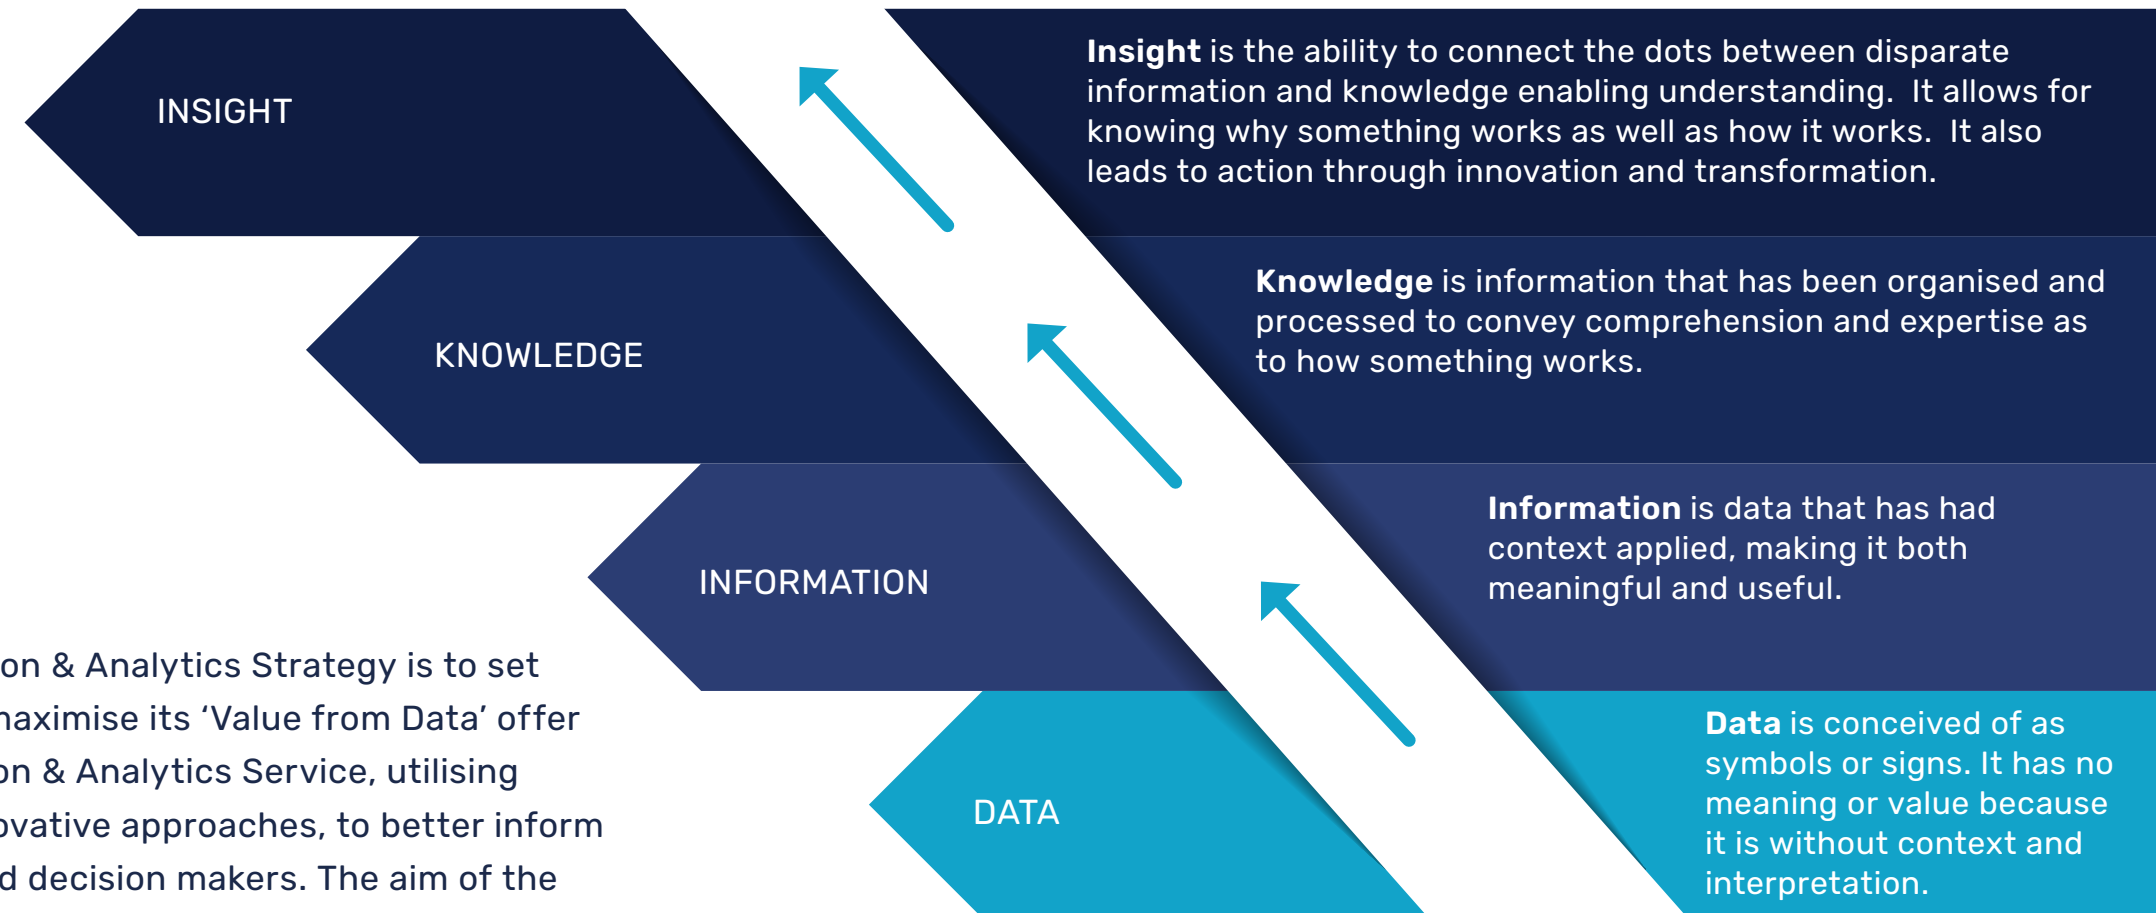 INSIGHT
Insight is the ability to connect the dots between disparate
information and knowledge enabling understanding.  It allows for
knowing why something works as well as how it works.  It also
leads to action through innovation and transformation.
KNOWLEDGE
Knowledge is information that has been organised and
processed to convey comprehension and expertise as
to how something works.
INFORMATION
Information is data that has had
context applied, making it both
meaningful and useful.
DATA
Data is conceived of as
symbols or signs. It has no
meaning or value because
it is without context and
interpretation.
on & Analytics Strategy is to set
maximise its ‘Value from Data’ offer
on & Analytics Service, utilising
ovative approaches, to better inform
d decision makers. The aim of the